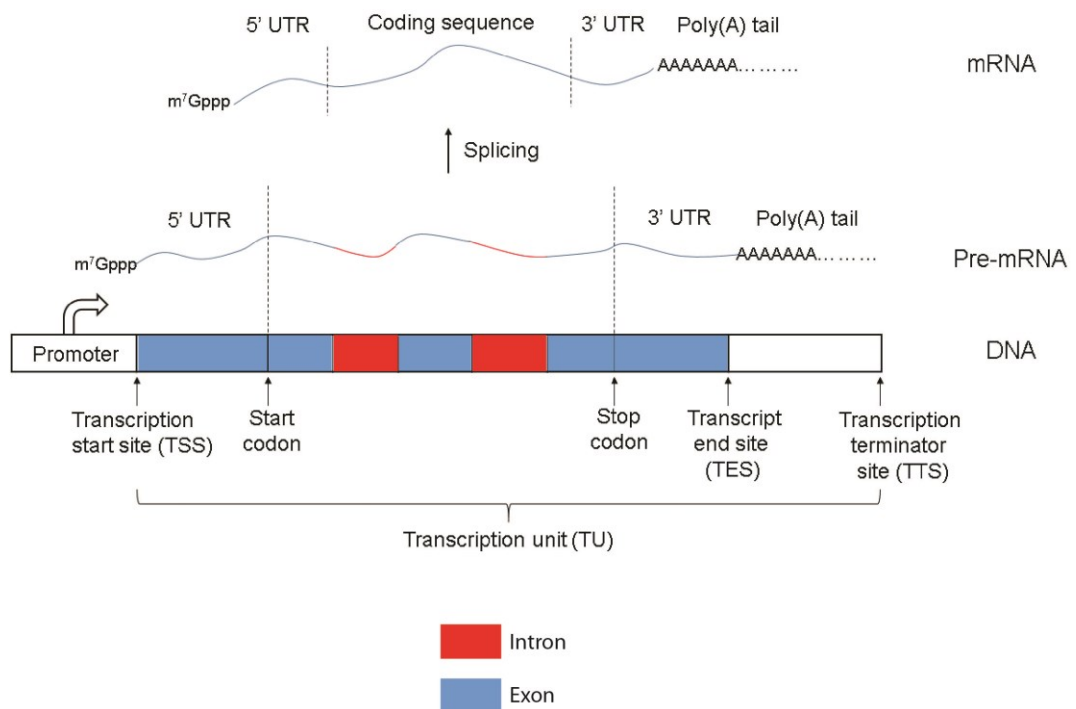 5’ UTR
Coding sequence
3’ UTR
Poly(A) tail
AAAAAAA………
mRNA
m⁷Gppp
Splicing
5’ UTR
3’ UTR
Poly(A) tail
m⁷Gppp
AAAAAAA………
Pre-mRNA
Promoter
DNA
Transcription
start site (TSS)
Start
codon
Stop
codon
Transcript
end site
(TES)
Transcription
terminator
site (TTS)
Transcription unit (TU)
Intron
Exon